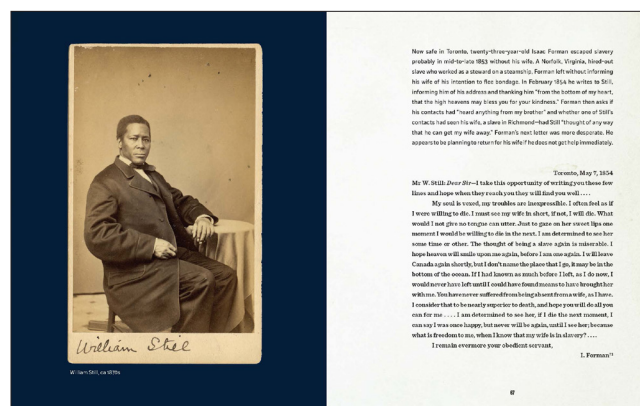 William Still
William Still, ca 1870s
Now safe in Toronto, twenty-three-year-old Isaac Forman escaped slavery
probably in mid-to-late 1853 without his wife. A Norfolk, Virginia, hired-out
slave who worked as a steward on a steamship, Forman left without informing
his wife of his intention to flee bondage. In February 1854 he writes to Still,
informing him of his address and thanking him "from the bottom of my heart,
that the high heavens may bless you for your kindness." Forman then asks if
his contacts had "heard anything from my brother" and whether one of Still's
contacts had seen his wife, a slave in Richmond—had Still "thought of any way
that he can get my wife away." Forman's next letter was more desperate. He
appears to be planning to return for his wife if he does not get help immediately.
Toronto, May 7, 1854
Mr W. Still: Dear Sir—I take this opportunity of writing you these few
lines and hope when they reach you they will find you well . . . .
My soul is vexed, my troubles are inexpressible. I often feel as if
I were willing to die. I must see my wife in short, if not, I will die. What
would I not give no tongue can utter. Just to gaze on her sweet lips one
moment I would be willing to die in the next. I am determined to see her
some time or other. The thought of being a slave again is miserable. I
hope heaven will smile upon me again, before I am one again. I will leave
Canada again shortly, but I don't name the place that I go, it may be in the
bottom of the ocean. If I had known as much before I left, as I do now, I
would never have left until I could have found means to have brought her
with me. You have never suffered from being absent from a wife, as I have.
I consider that to be nearly superior to death, and hope you will do all you
can for me . . . . I am determined to see her, if I die the next moment, I
can say I was once happy, but never will be again, until I see her; because
what is freedom to me, when I know that my wife is in slavery? . . . .
I remain evermore your obedient servant,
I. Forman